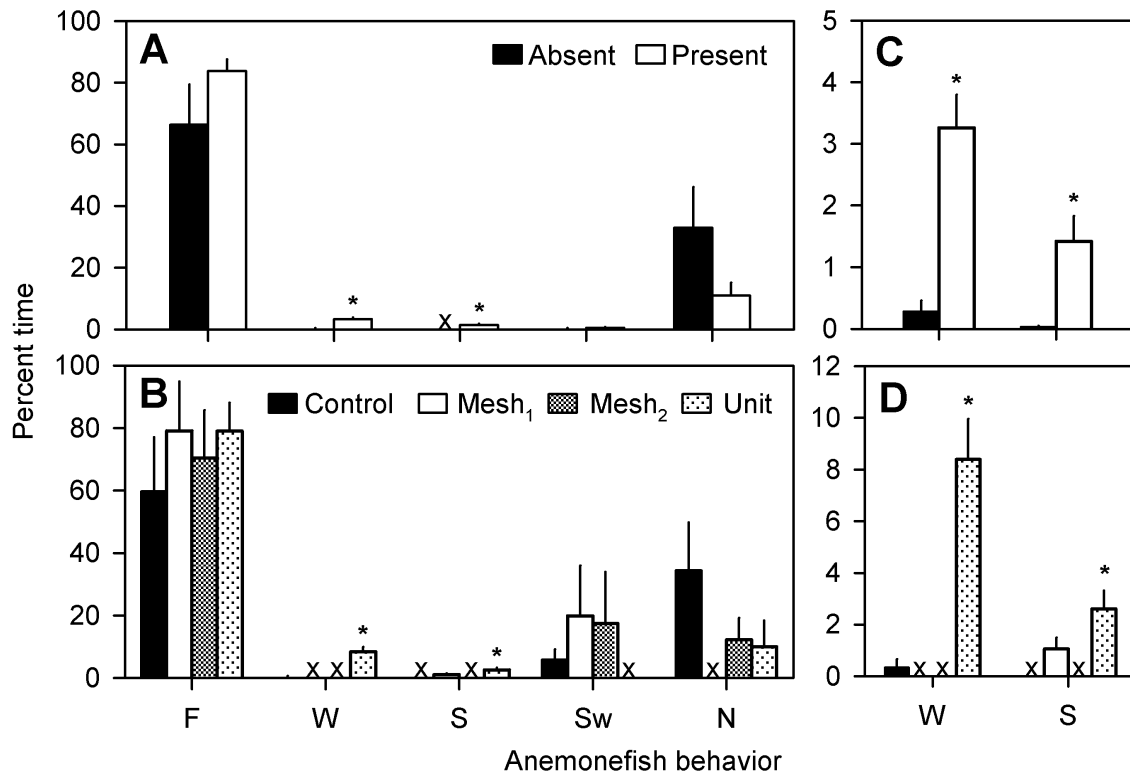 Percent time
A
Absent Present
100
80
60
40
20
0
*
X *
C
5
4
3
2
1
0
*
*
B
Control Mesh₁ Mesh₂ Unit
100
80
60
40
20
0
X X *
X X *
X
X
F W S Sw N
D
12
10
8
6
4
2
0
X X *
X X *
W S
Anemonefish behavior